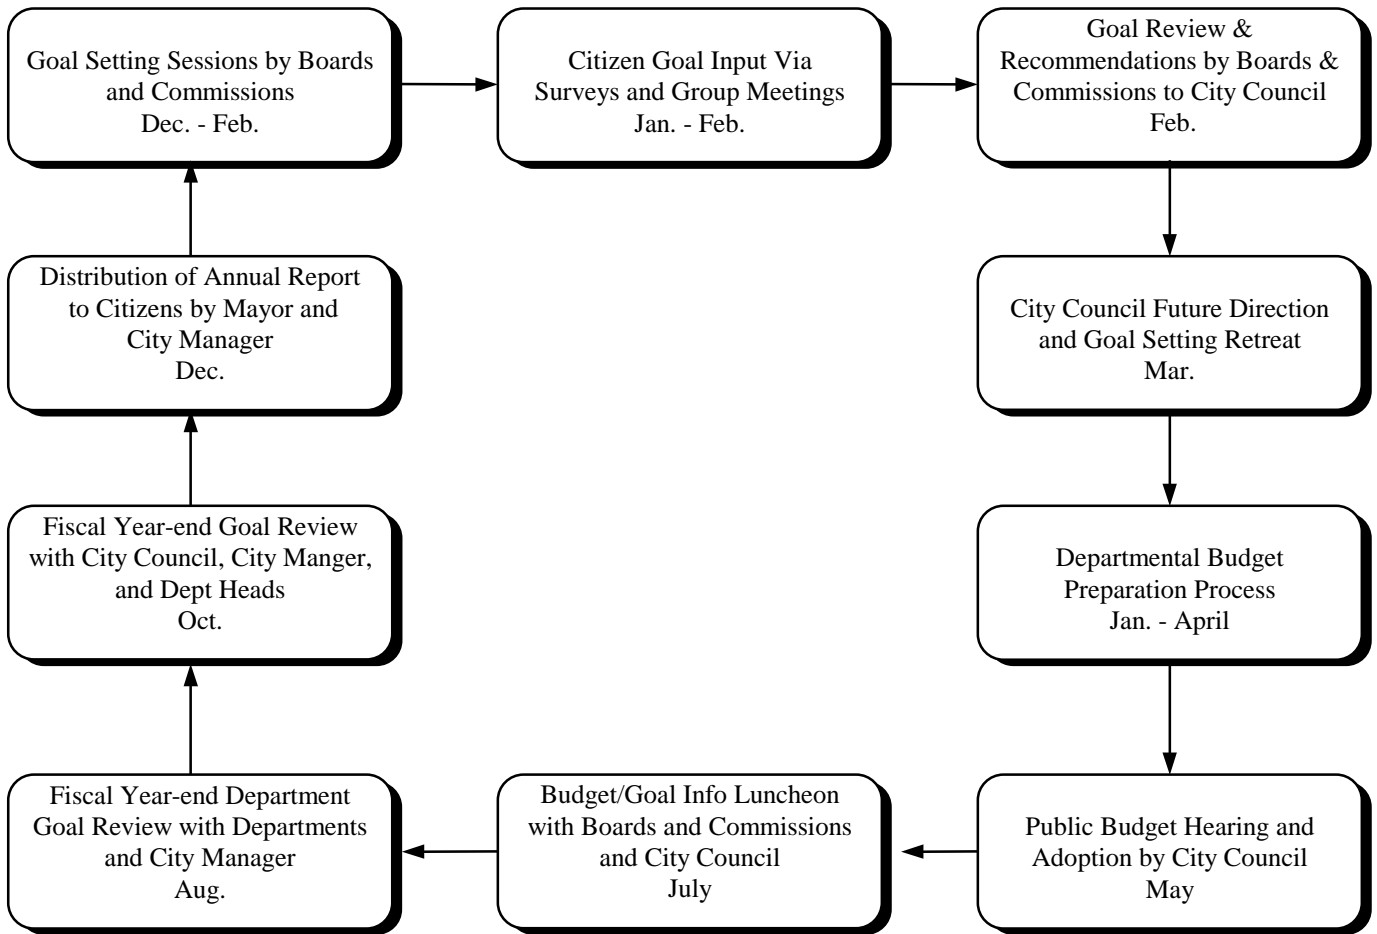 Goal Setting Sessions by Boards
and Commissions
Dec. - Feb.
Citizen Goal Input Via
Surveys and Group Meetings
Jan. - Feb.
Goal Review &
Recommendations by Boards &
Commissions to City Council
Feb.
City Council Future Direction
and Goal Setting Retreat
Mar.
Departmental Budget
Preparation Process
Jan. - April
Public Budget Hearing and
Adoption by City Council
May
Budget/Goal Info Luncheon
with Boards and Commissions
and City Council
July
Fiscal Year-end Department
Goal Review with Departments
and City Manager
Aug.
Fiscal Year-end Goal Review
with City Council, City Manger,
and Dept Heads
Oct.
Distribution of Annual Report
to Citizens by Mayor and
City Manager
Dec.